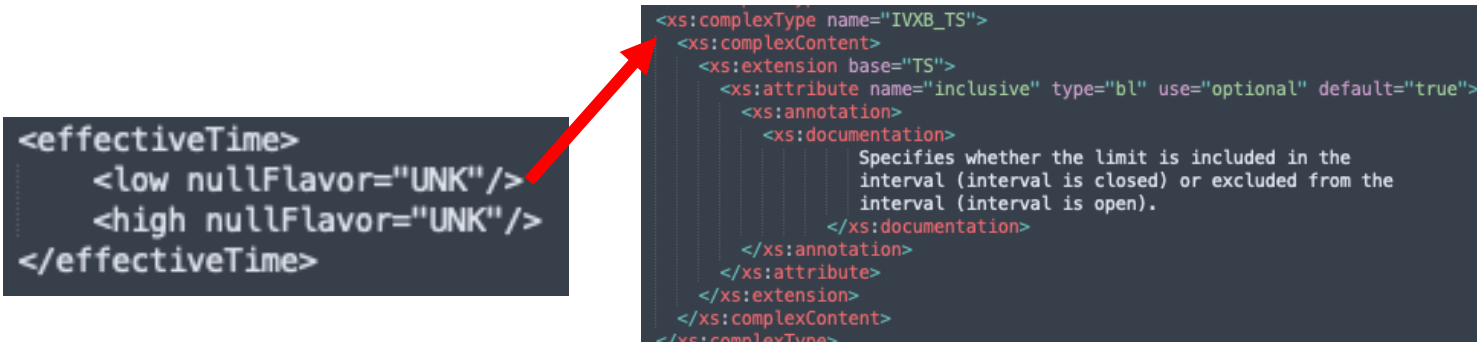 <effectiveTime>
<low nullFlavor="UNK"/>
<high nullFlavor="UNK"/>
</effectiveTime>
<xs:complexType name="IVXB_TS">
<xs:complexContent>
<xs:extension base="TS">
<xs:attribute name="inclusive" type="bl" use="optional" default="true">
<xs:annotation>
<xs:documentation>
Specifies whether the limit is included in the
interval (interval is closed) or excluded from the
interval (interval is open).
</xs:documentation>
</xs:annotation>
</xs:attribute>
</xs:extension>
</xs:complexContent>
</xs:complexType>